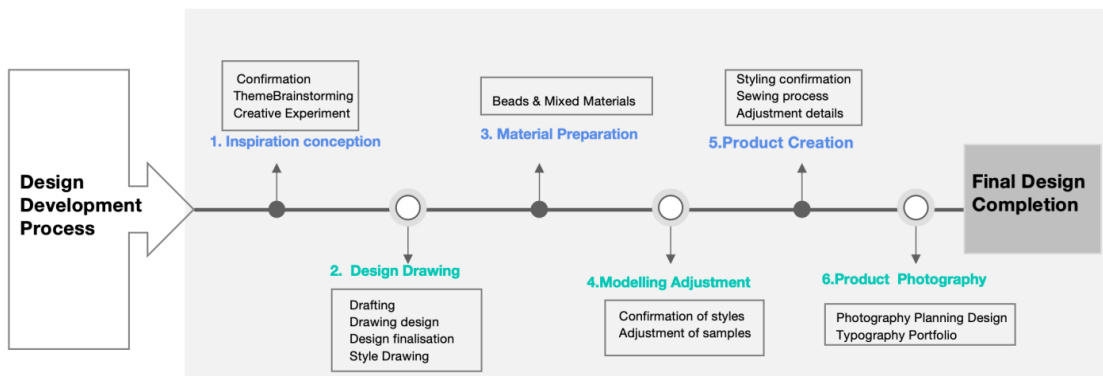 Design
Development
Process
Confirmation
ThemeBrainstorming
Creative Experiment
1. Inspiration conception
2. Design Drawing
Drafting
Drawing design
Design finalisation
Style Drawing
Beads & Mixed Materials
3. Material Preparation
4.Modelling Adjustment
Confirmation of styles
Adjustment of samples
Styling confirmation
Sewing process
Adjustment details
5.Product Creation
6.Product Photography
Photography Planning Design
Typography Portfolio
Final Design
Completion